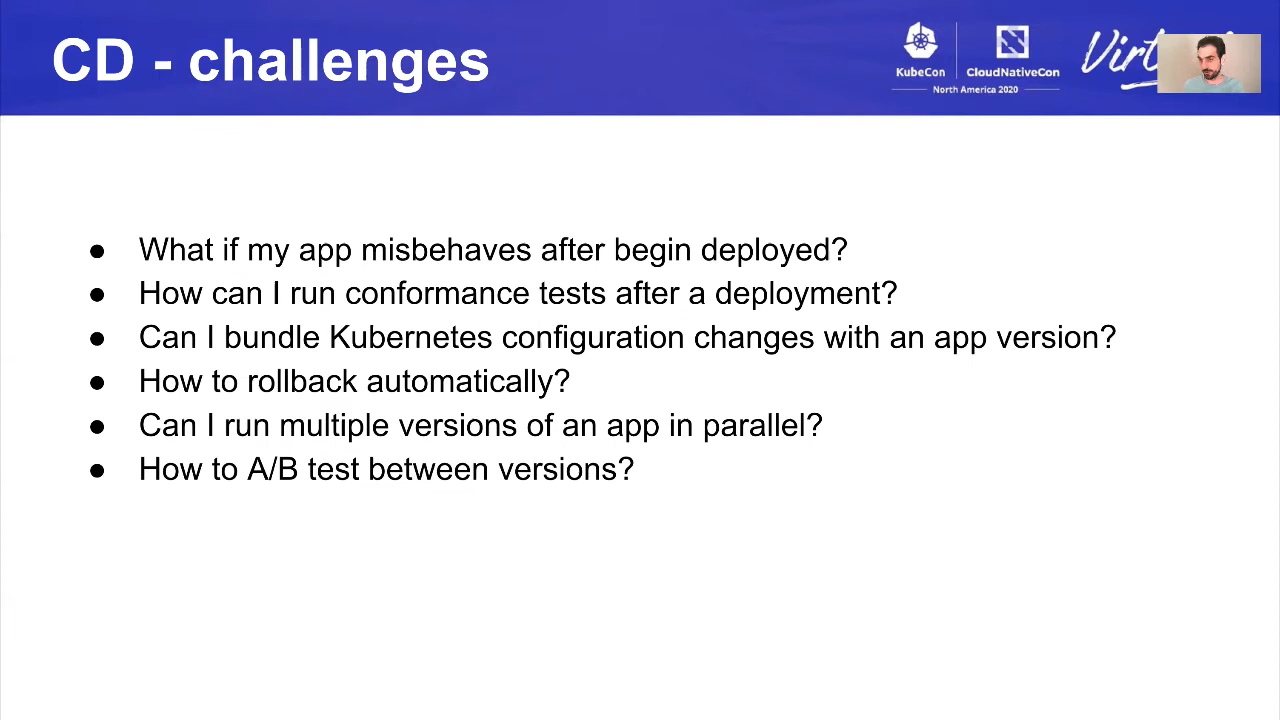 CD - challenges
KubeCon
CloudNativeCon
North America 2020
● What if my app misbehaves after begin deployed?
● How can I run conformance tests after a deployment?
● Can I bundle Kubernetes configuration changes with an app version?
● How to rollback automatically?
● Can I run multiple versions of an app in parallel?
● How to A/B test between versions?